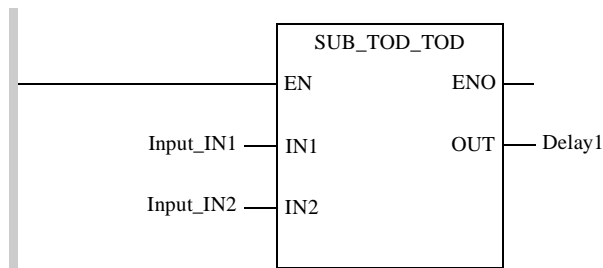 SUB_TOD_TOD
EN ENO
Input_IN1 IN1 OUT Delay1
Input_IN2 IN2